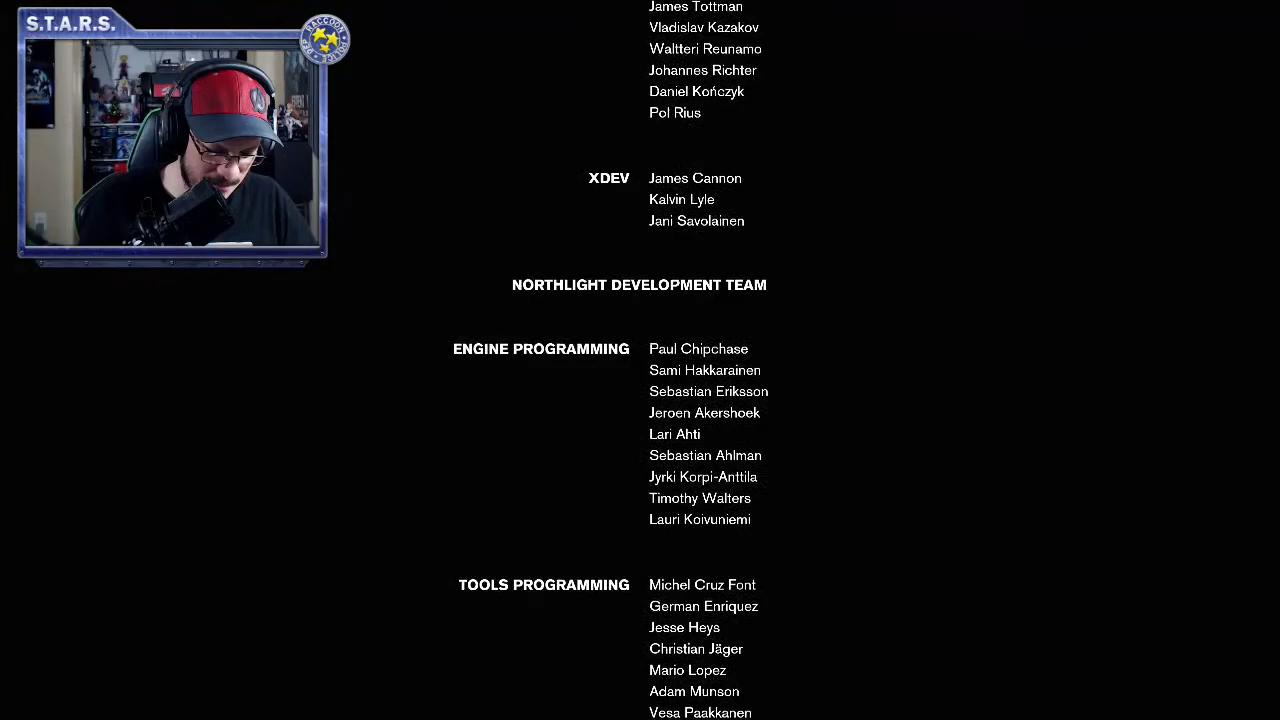 S.T.A.R.S.
RACCOON
POLICE
DEP
James Tottman
Vladislav Kazakov
Waltteri Reunamo
Johannes Richter
Daniel Kończyk
Pol Rius
XDEV James Cannon
Kalvin Lyle
Jani Savolainen
NORTHLIGHT DEVELOPMENT TEAM
ENGINE PROGRAMMING Paul Chipchase
Sami Hakkarainen
Sebastian Eriksson
Jeroen Akershoek
Lari Ahti
Sebastian Ahlman
Jyrki Korpi-Anttila
Timothy Walters
Lauri Koivuniemi
TOOLS PROGRAMMING Michel Cruz Font
German Enriquez
Jesse Heys
Christian Jäger
Mario Lopez
Adam Munson
Vesa Paakkanen